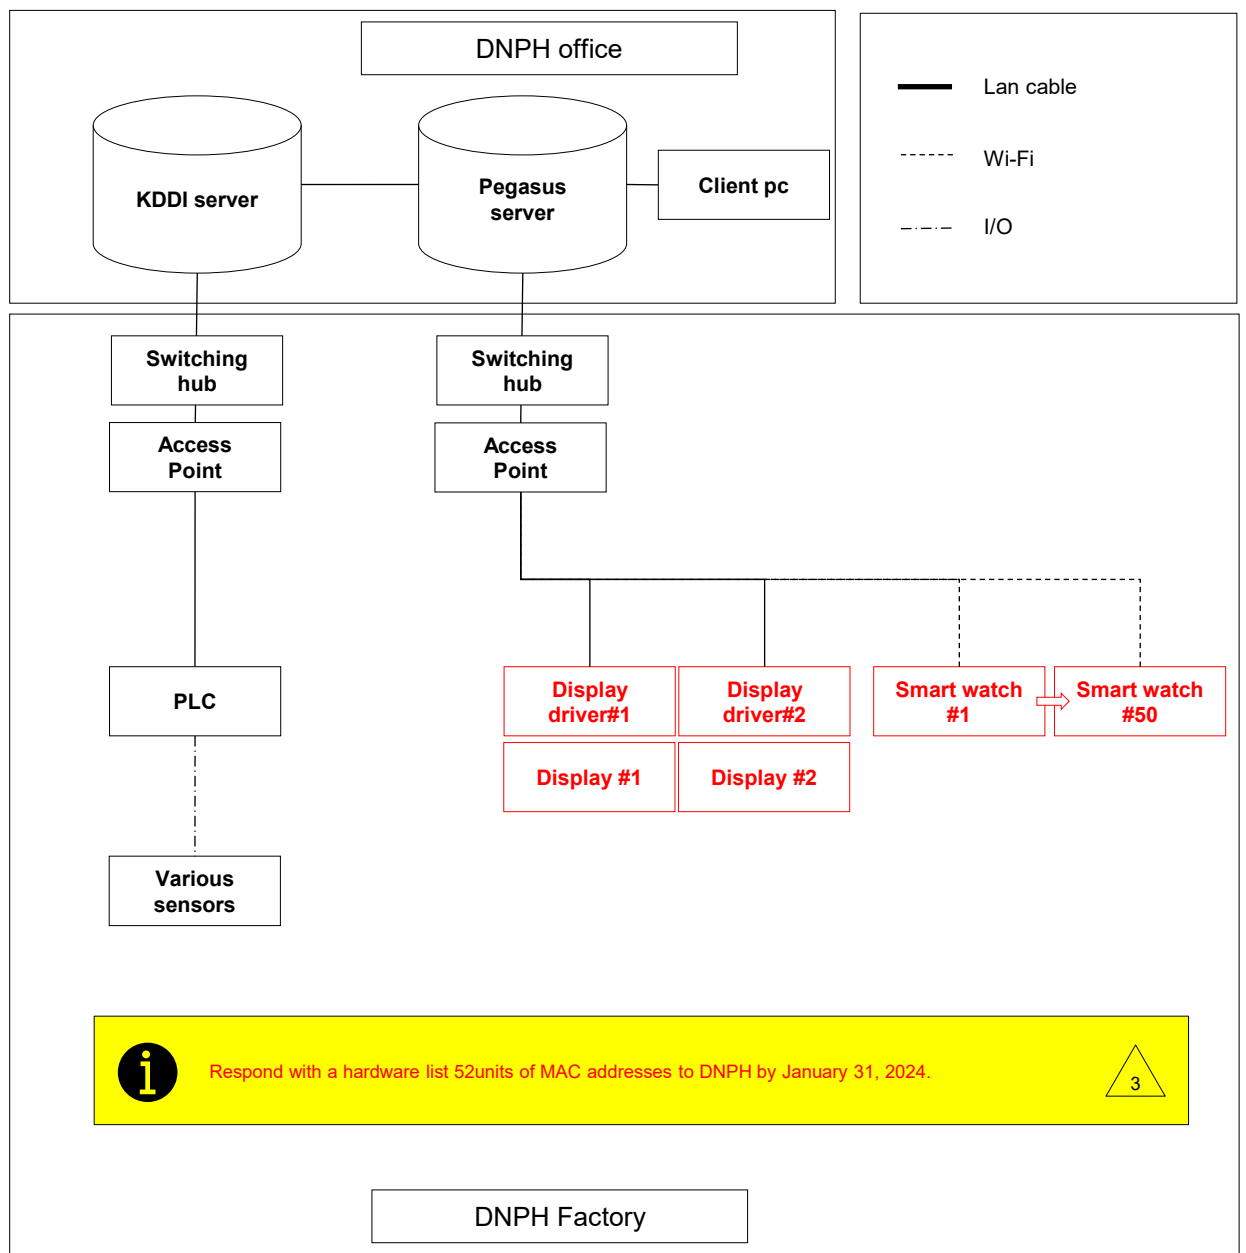 DNPH office
KDDI server
Pegasus
server
Client pc
Lan cable
Wi-Fi
I/O
Switching
hub
Switching
hub
Access
Point
Access
Point
PLC
Display
driver#1
Display
driver#2
Smart watch
#1
Smart watch
#50
Display #1
Display #2
Various
sensors
Respond with a hardware list 52units of MAC addresses to DNPH by January 31, 2024.
3
DNPH Factory